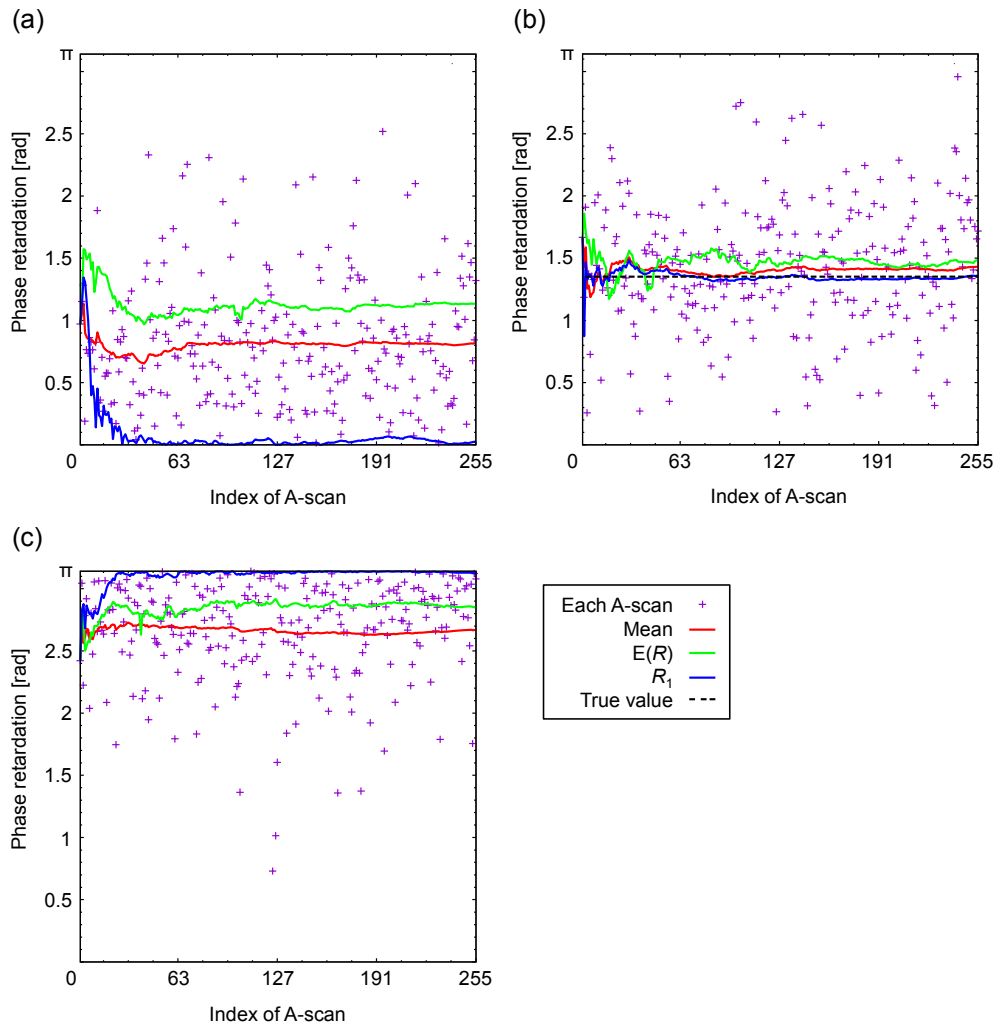 (a)
π
2.5
2
1.5
1
0.5
0
63
127
191
255
Phase retardation [rad]
Index of A-scan
(b)
π
2.5
2
1.5
1
0.5
0
63
127
191
255
Phase retardation [rad]
Index of A-scan
(c)
π
2.5
2
1.5
1
0.5
0
63
127
191
255
Phase retardation [rad]
Index of A-scan
Each A-scan
Mean
E(R)
R₁
True value